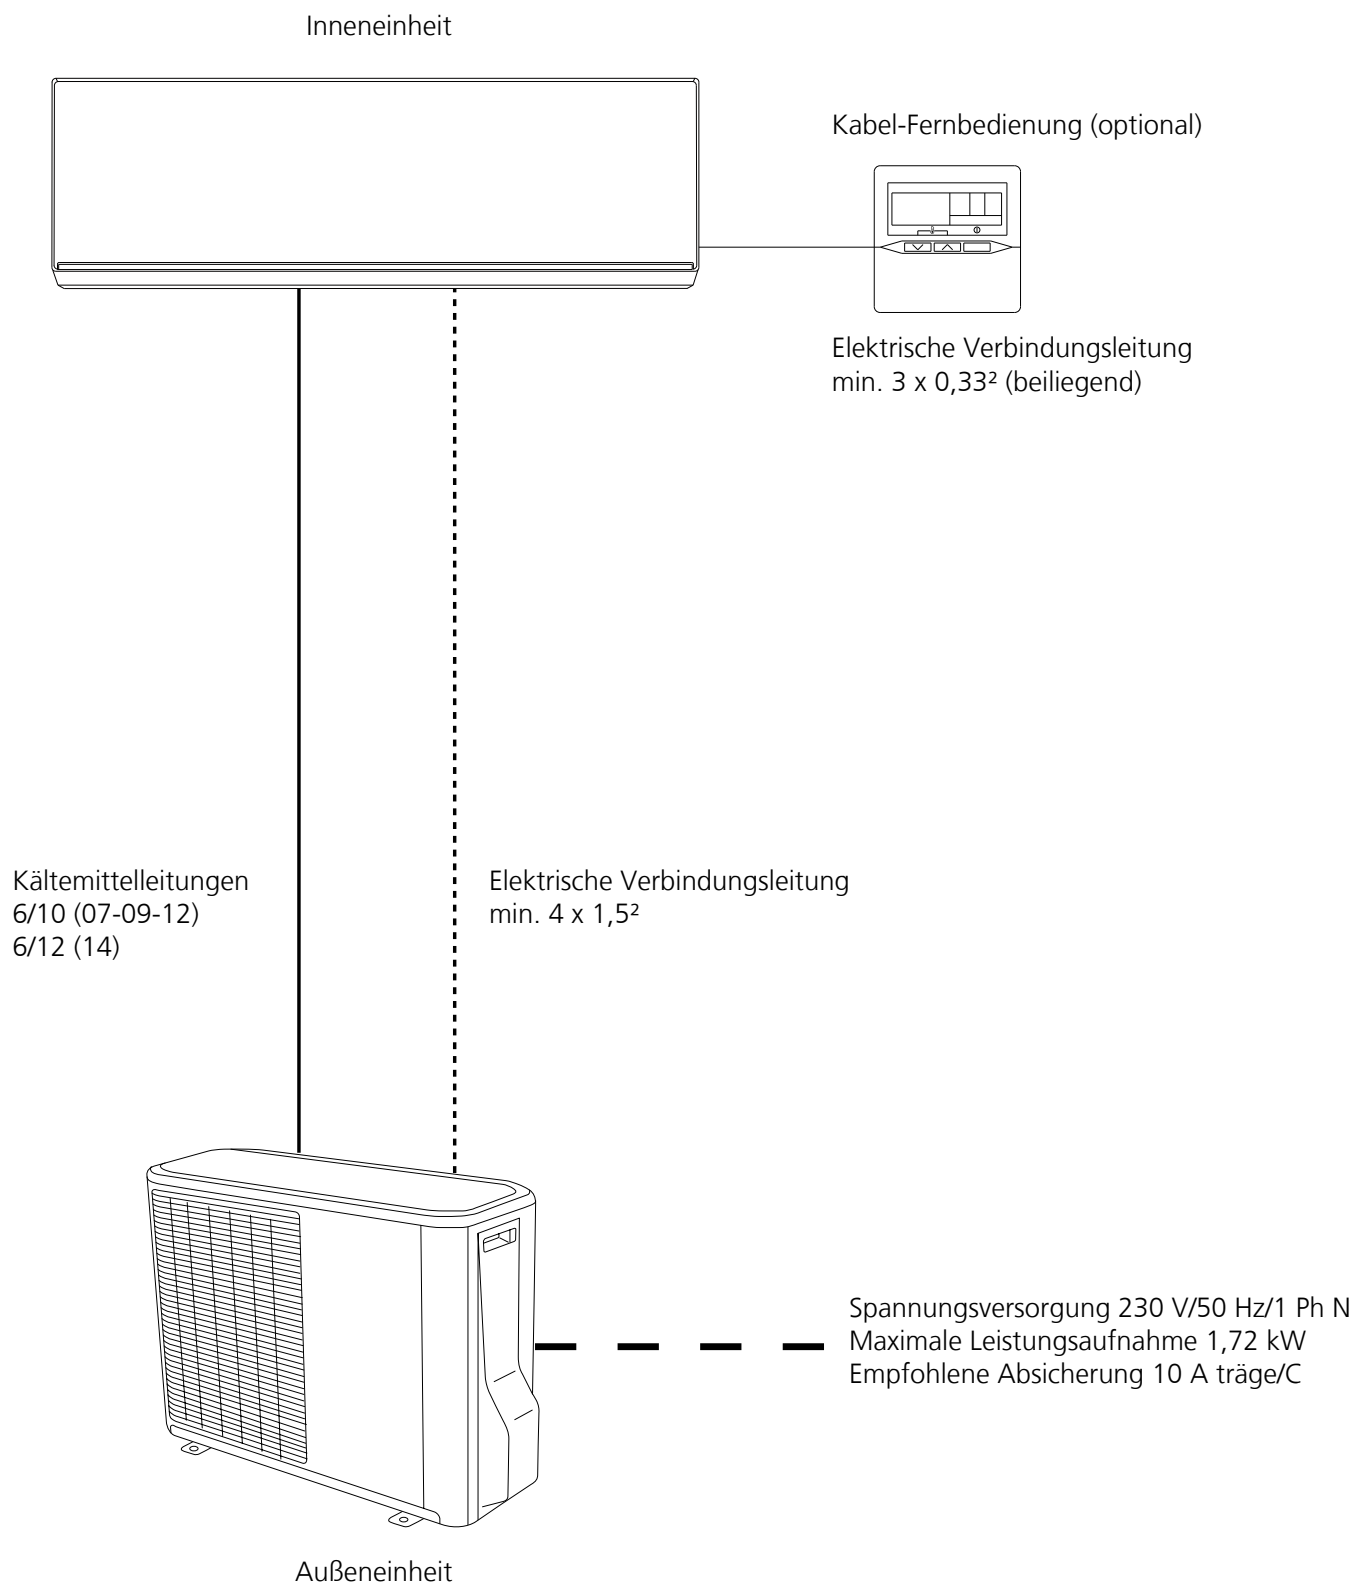 Inneneinheit
Kabel-Fernbedienung (optional)
Elektrische Verbindungsleitung
min. 3 x 0,33² (beiliegend)
Kältemittelleitungen
6/10 (07-09-12)
6/12 (14)
Elektrische Verbindungsleitung
min. 4 x 1,5²
Spannungsversorgung 230 V/50 Hz/1 Ph N
Maximale Leistungsaufnahme 1,72 kW
Empfohlene Absicherung 10 A träge/C
Außeneinheit